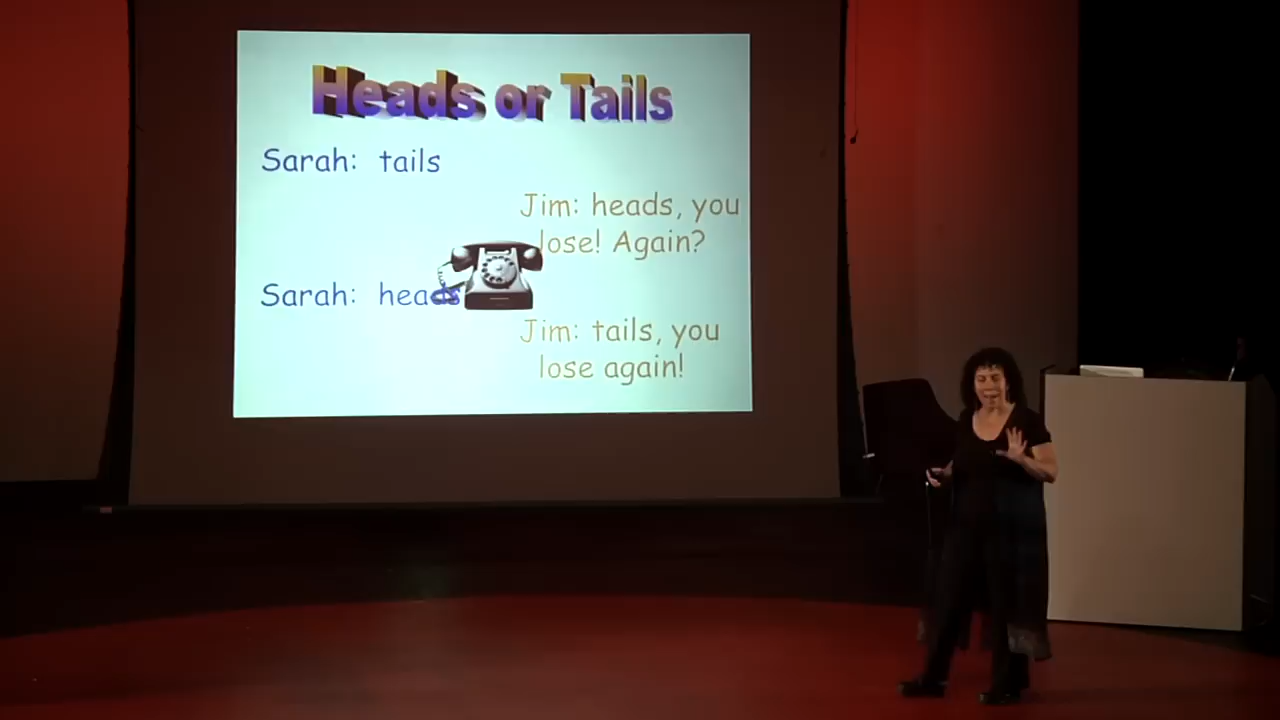 Heads or Tails
Sarah: tails
Jim: heads, you
lose! Again?
Sarah: heads
Jim: tails, you
lose again!